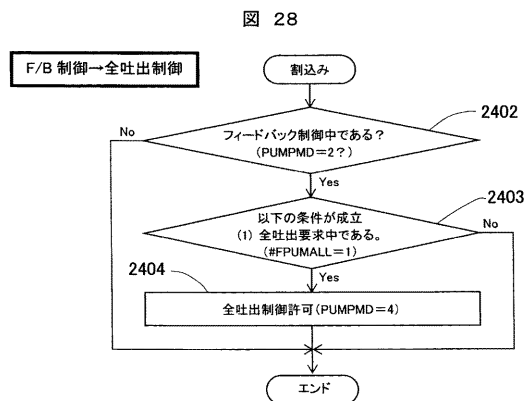 図 28
F/B 制御→全吐出制御
割込み
2402
フィードバック制御中である?
(PUMPMD=2?)
No
Yes
2403
以下の条件が成立
(1) 全吐出要求中である。
(#FPUMALL=1)
No
Yes
2404
全吐出制御許可(PUMPMD=4)
エンド